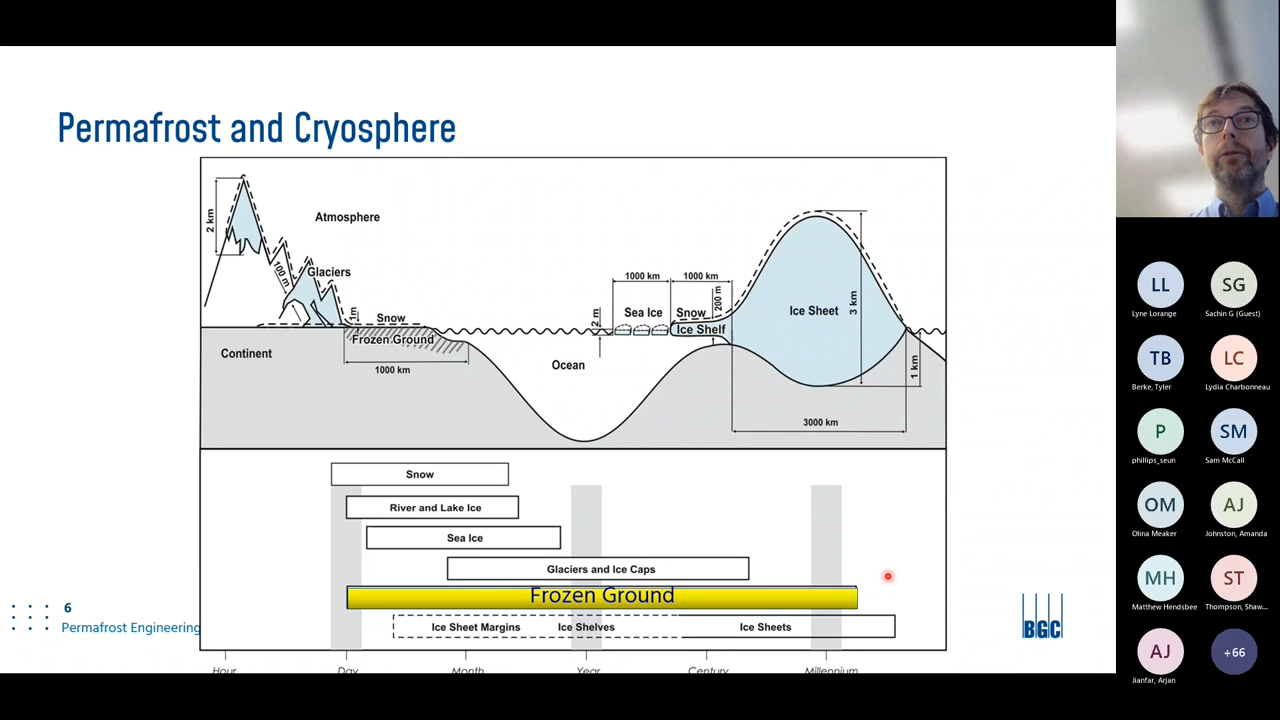 Permafrost and Cryosphere
2 km
Atmosphere
100 m
Glaciers
1m
Snow
Frozen Ground
Continent
1000 km
Ocean
2 m
1000 km
1000 km
Sea Ice
Snow
200 m
Ice Shelf
Ice Sheet
3 km
1 km
3000 km
Snow
River and Lake Ice
Sea Ice
Glaciers and Ice Caps
Frozen Ground
Ice Sheet Margins
Ice Shelves
Ice Sheets
Hour
Day
Month
Year
Century
Millennium
6
Permafrost Engineering
BGC
LL
Lyne Lorange
SG
Sachin G (Guest)
TB
Berke, Tyler
LC
Lydia Charbonneau
P
phillips_seun
SM
Sam McCall
OM
Olina Meaker
AJ
Johnston, Amanda
MH
Matthew Hendsbee
ST
Thompson, Shaw...
AJ
Jianfar, Arjan
+66